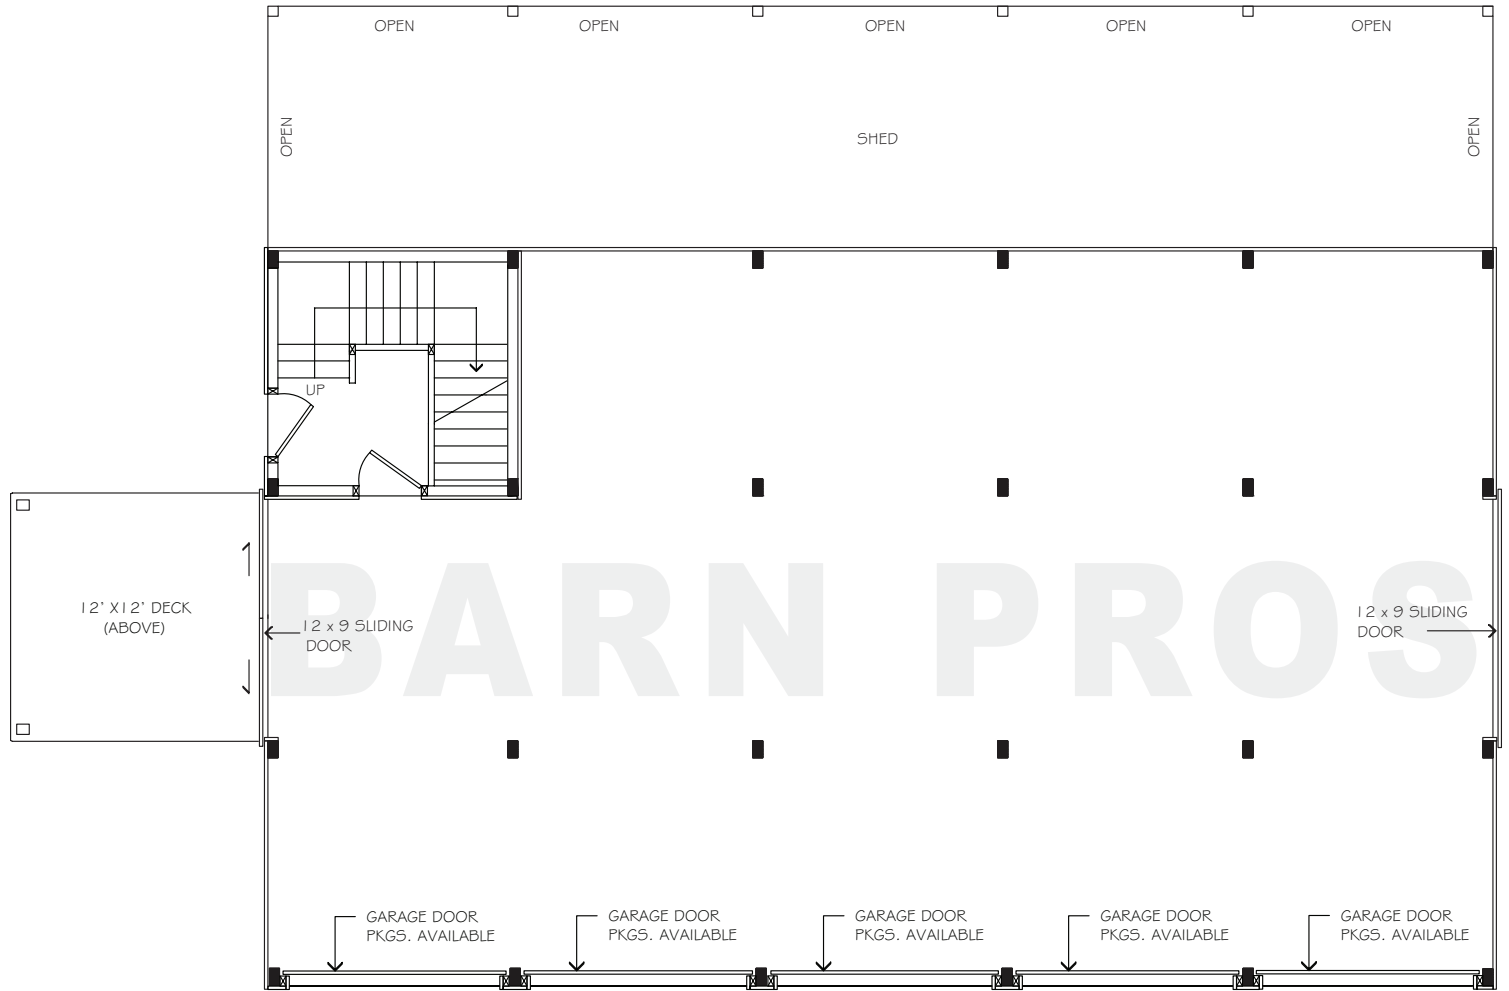 OPEN OPEN OPEN OPEN OPEN
OPEN
SHED
OPEN
UP
12' X12' DECK
(ABOVE)
12 x 9 SLIDING
DOOR
BARN PROS
12 x 9 SLIDING
DOOR
GARAGE DOOR
PKGS. AVAILABLE
GARAGE DOOR
PKGS. AVAILABLE
GARAGE DOOR
PKGS. AVAILABLE
GARAGE DOOR
PKGS. AVAILABLE
GARAGE DOOR
PKGS. AVAILABLE